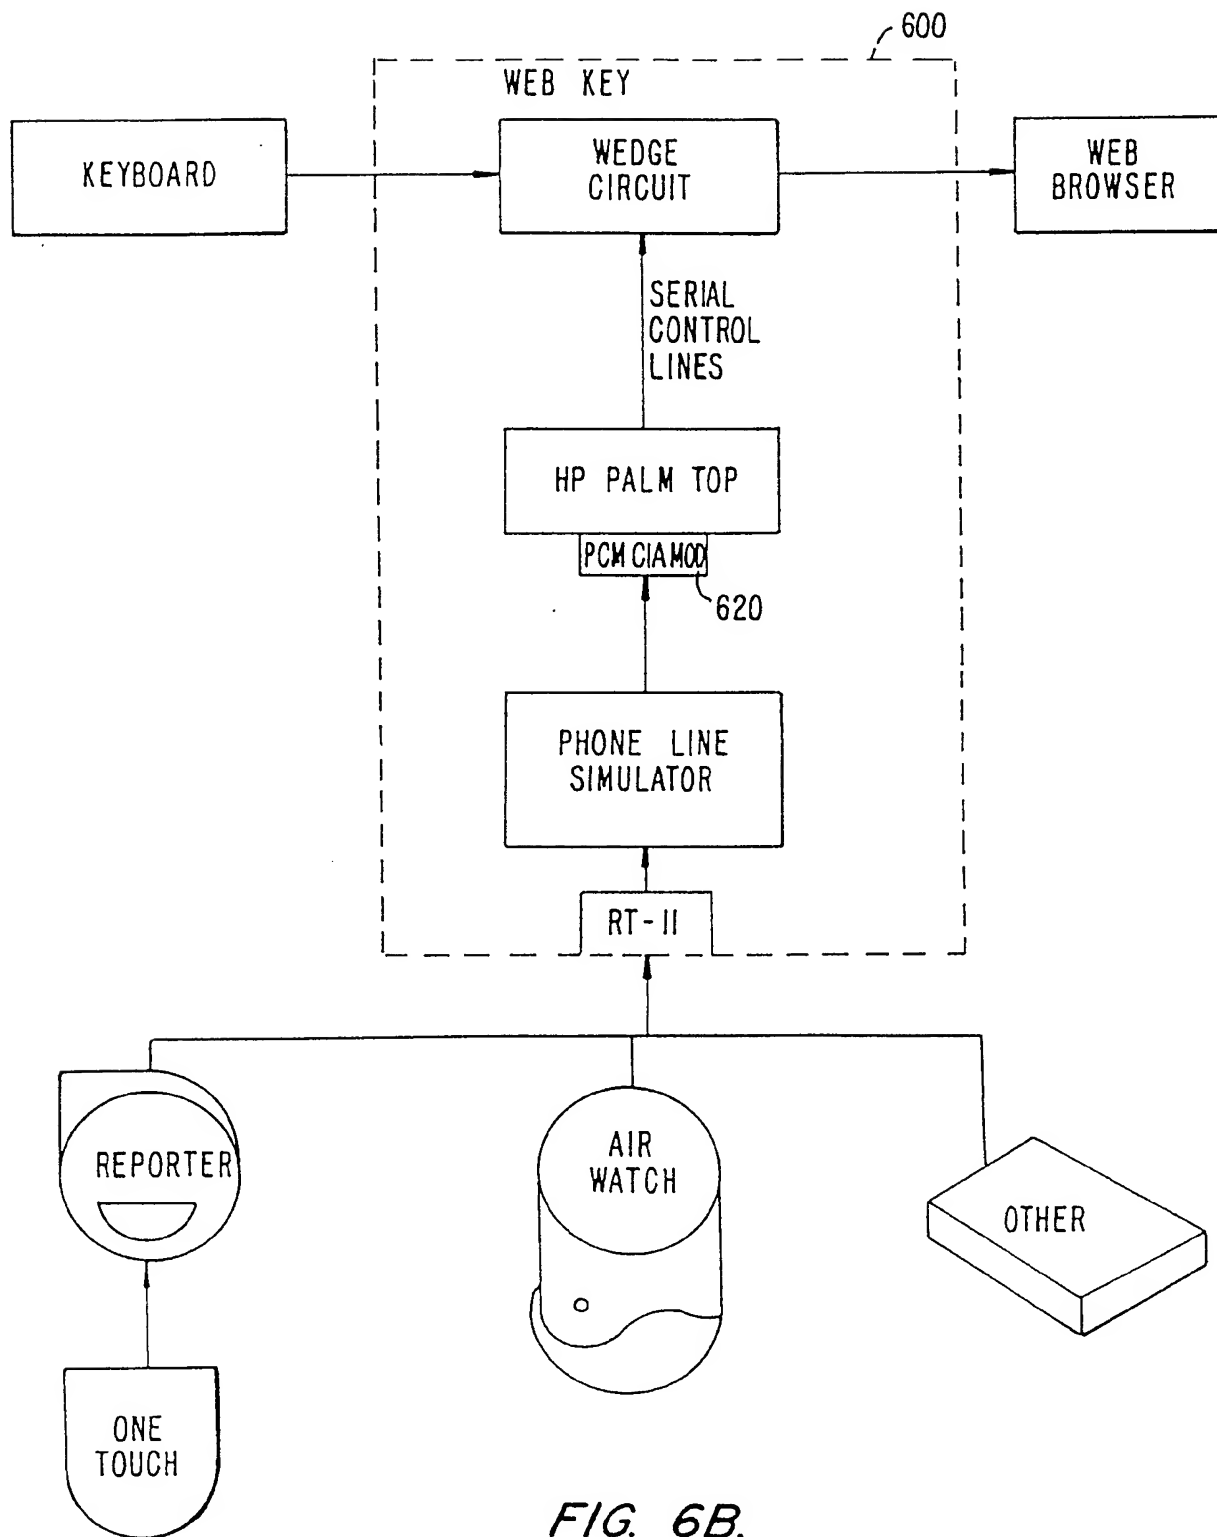 600
WEB KEY
KEYBOARD
WEDGE
CIRCUIT
WEB
BROWSER
SERIAL
CONTROL
LINES
HP PALM TOP
PCMCIA MOD
620
PHONE LINE
SIMULATOR
RT-11
REPORTER
AIR
WATCH
OTHER
ONE
TOUCH
FIG. 6B.